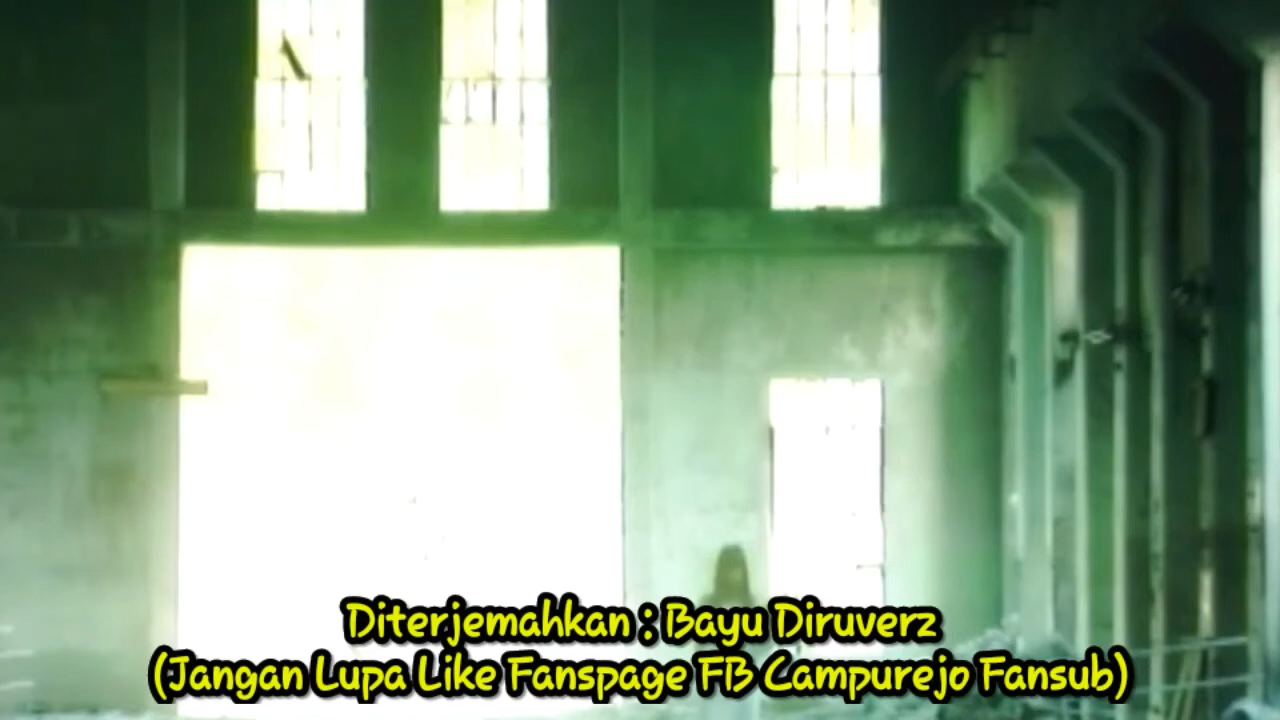 Diterjemahkan : Bayu Diruverz
(Jangan Lupa Like Fanspage FB Campurejo Fansub)